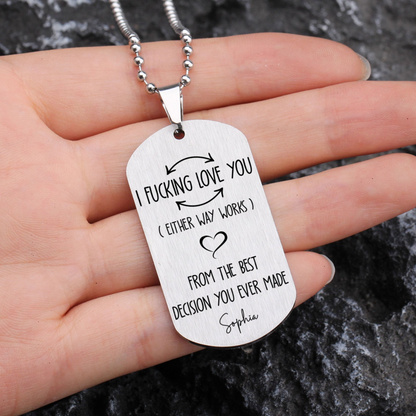 I FUCKING LOVE YOU
( EITHER WAY WORKS )
FROM THE BEST
DECISION YOU EVER MADE
Sophia